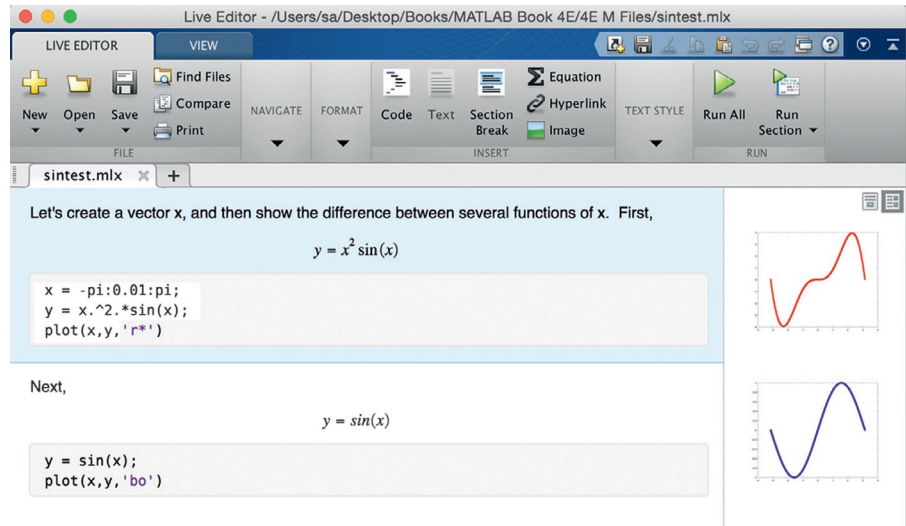 Live Editor - /Users/sa/Desktop/Books/MATLAB Book 4E/4E M Files/sintest.mlx
LIVE EDITOR
VIEW
New
Open
Save
Find Files
Compare
Print
FILE
NAVIGATE
FORMAT
Code
Text
Section Break
Equation
Hyperlink
Image
INSERT
TEXT STYLE
Run All
Run Section
RUN
sintest.mlx
Let's create a vector x, and then show the difference between several functions of x. First,
y = x² sin(x)
x = -pi:0.01:pi;
y = x.^2.*sin(x);
plot(x,y,'r*')
Next,
y = sin(x)
y = sin(x);
plot(x,y,'bo')